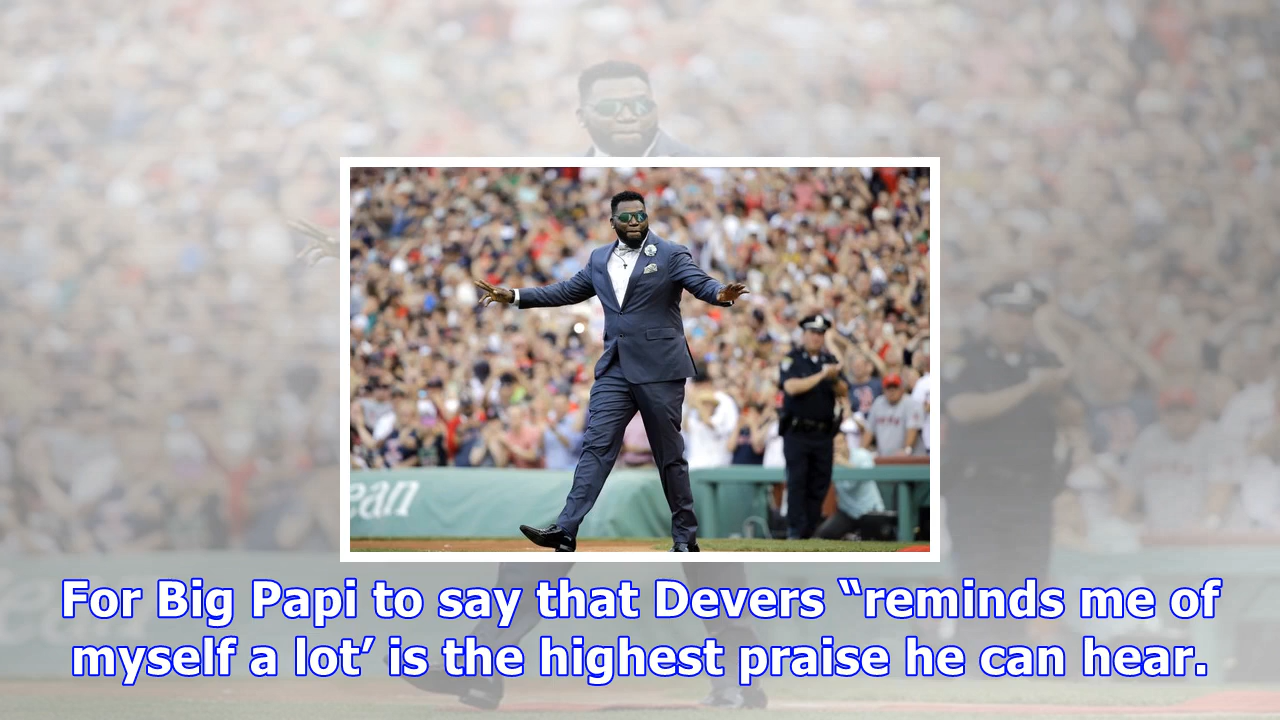 ean
For Big Papi to say that Devers “reminds me of
myself a lot’ is the highest praise he can hear.